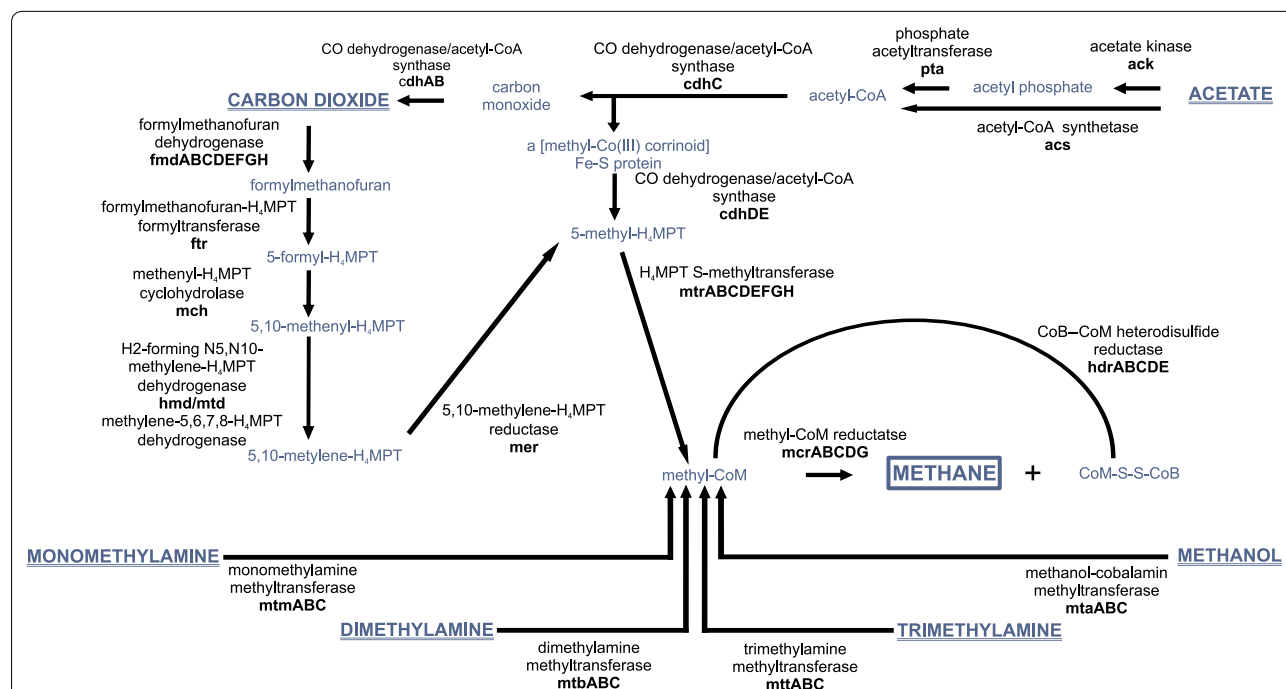 CO dehydrogenase/acetyl-CoA
synthase
cdhAB
CARBON DIOXIDE
carbon
monoxide
CO dehydrogenase/acetyl-CoA
synthase
cdhC
acetyl-CoA
phosphate
acetyltransferase
pta
acetyl phosphate
acetate kinase
ack
ACETATE
acetyl-CoA synthetase
acs
formylmethanofuran
dehydrogenase
fmdABCDEFGH
formylmethanofuran
formylmethanofuran-H₄MPT
formyltransferase
ftr
5-formyl-H₄MPT
methenyl-H₄MPT
cyclohydrolase
mch
5,10-methenyl-H₄MPT
H2-forming N5,N10-
methylene-H₄MPT
dehydrogenase
hmd/mtd
methylene-5,6,7,8-H₄MPT
dehydrogenase
5,10-metylene-H₄MPT
a [methyl-Co(III) corrinoid]
Fe-S protein
CO dehydrogenase/acetyl-CoA
synthase
cdhDE
5-methyl-H₄MPT
5,10-methylene-H₄MPT
reductase
mer
H₄MPT S-methyltransferase
mtrABCDEFGH
CoB–CoM heterodisulfide
reductase
hdrABCDE
methyl-CoM
methyl-CoM reductatse
mcrABCDG
METHANE
+
CoM-S-S-CoB
MONOMETHYLAMINE
monomethylamine
methyltransferase
mtmABC
METHANOL
methanol-cobalamin
methyltransferase
mtaABC
DIMETHYLAMINE
dimethylamine
methyltransferase
mtbABC
TRIMETHYLAMINE
trimethylamine
methyltransferase
mttABC